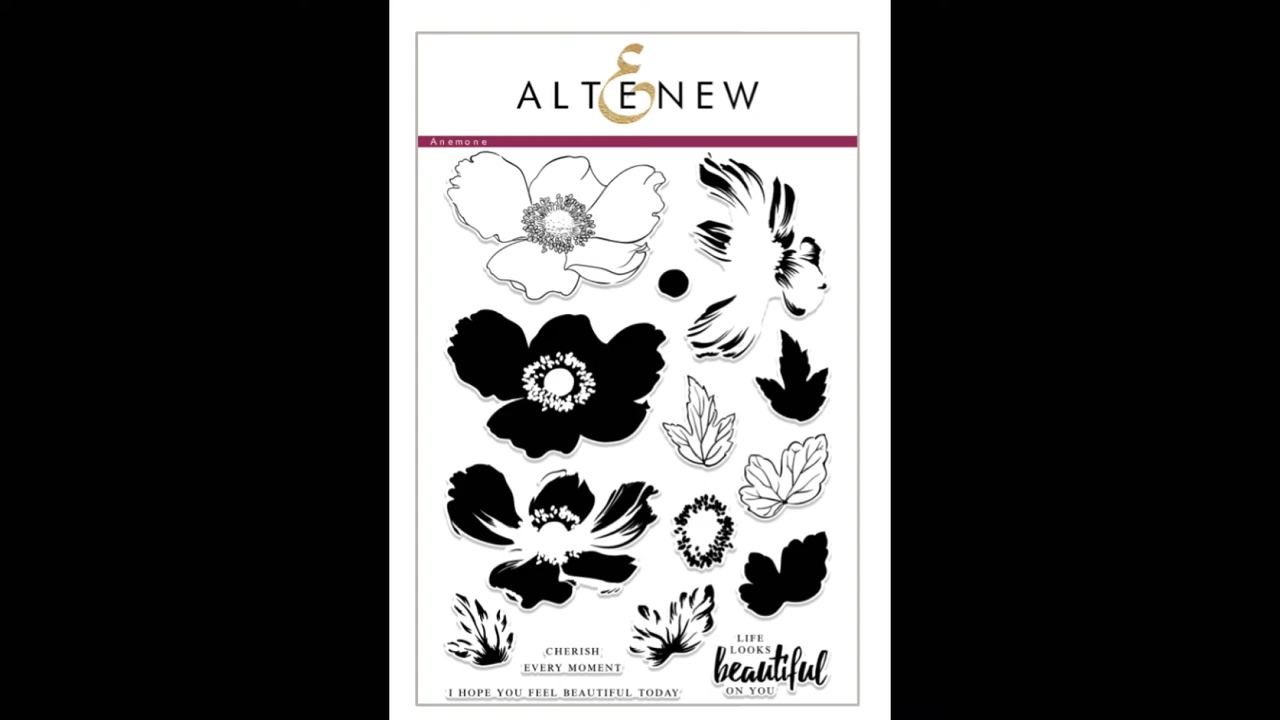 ALTENEW
Anemone
CHERISH
EVERY MOMENT
I HOPE YOU FEEL BEAUTIFUL TODAY
LIFE
LOOKS
beautiful
ON YOU